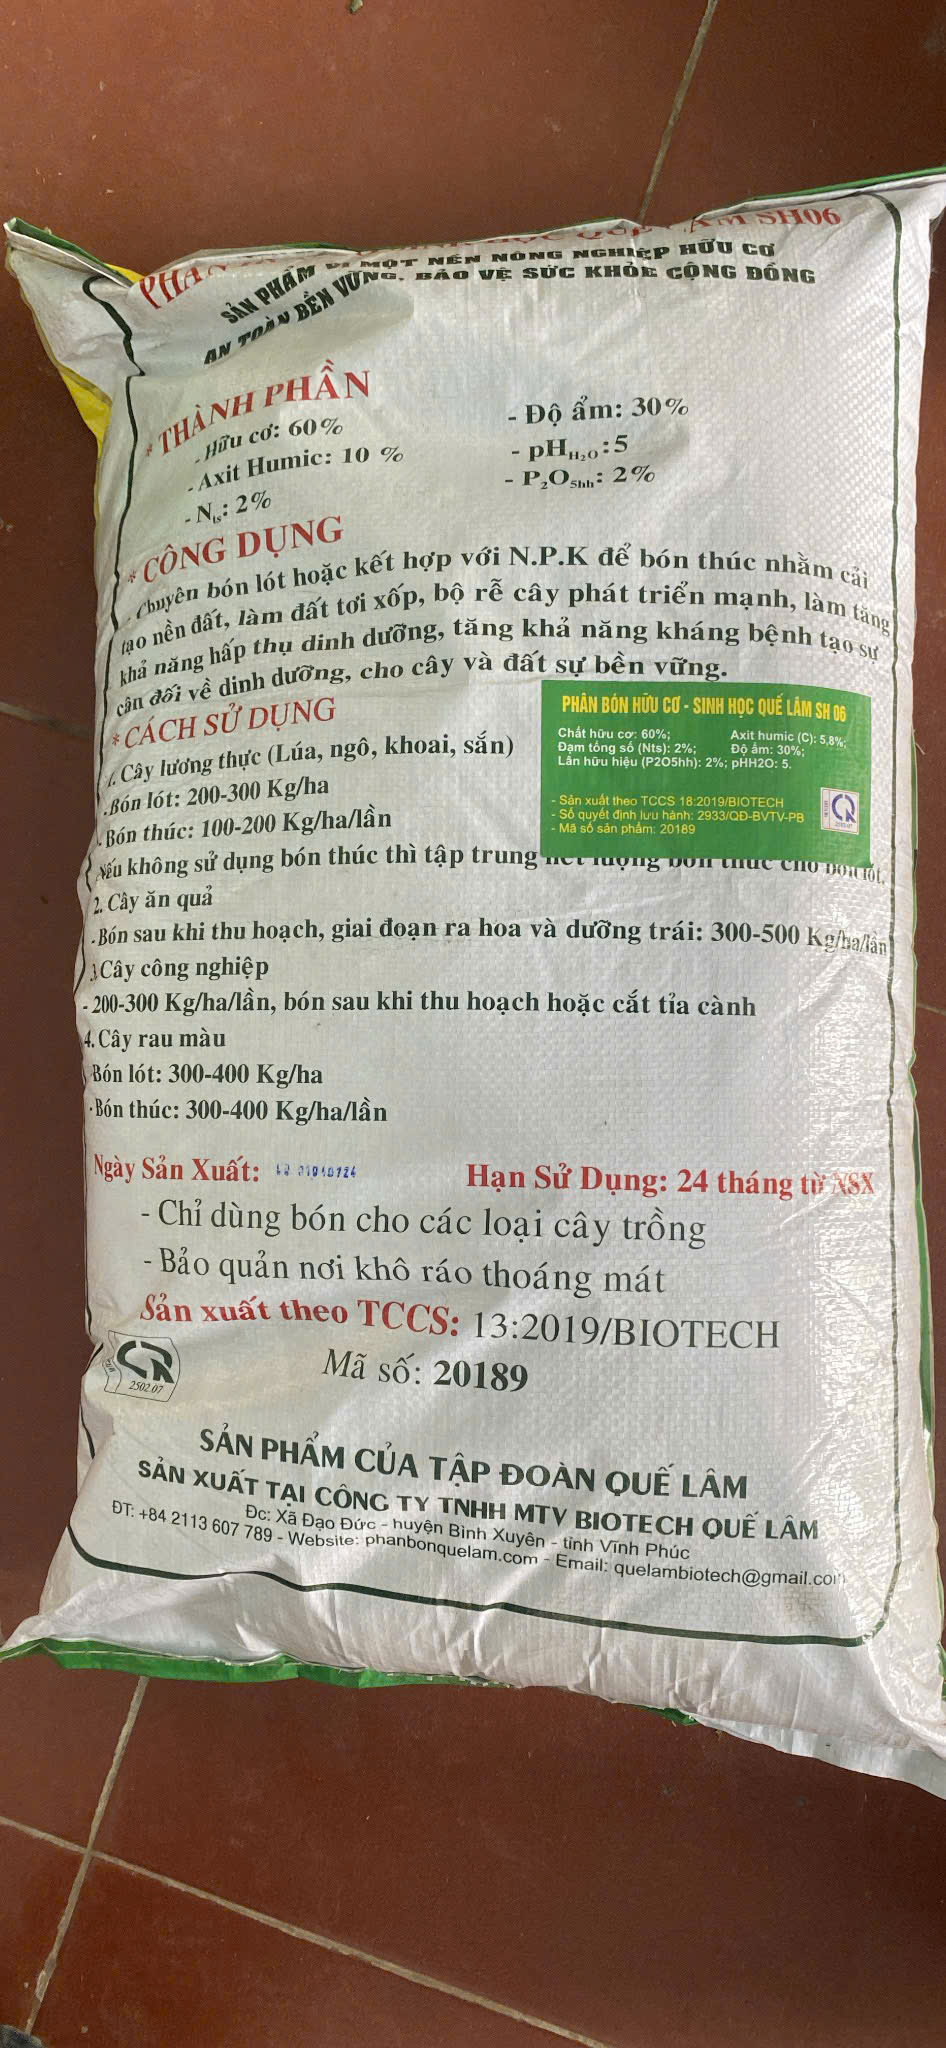 SH06
SẢN PHẨM VÌ MỘT NỀN NÔNG NGHIỆP HỮU CƠ
AN TOÀN BỀN VỮNG, BẢO VỆ SỨC KHỎE CỘNG ĐỒNG
* THÀNH PHẦN
- Hữu cơ: 60%
- Axit Humic: 10 %
- Nts: 2%
- Độ ẩm: 30%
- pHH₂O:5
- P₂O5hh: 2%
* CÔNG DỤNG
- Chuyên bón lót hoặc kết hợp với N.P.K để bón thúc nhằm cải
tạo nền đất, làm đất tơi xốp, bộ rễ cây phát triển mạnh, làm tăng
khả năng hấp thụ dinh dưỡng, tăng khả năng kháng bệnh tạo sự
cân đối về dinh dưỡng, cho cây và đất sự bền vững.
* CÁCH SỬ DỤNG
1. Cây lương thực (Lúa, ngô, khoai, sắn)
- Bón lót: 200-300 Kg/ha
- Bón thúc: 100-200 Kg/ha/lần
Nếu không sử dụng bón thúc thì tập trung hết lượng bón thúc cho bón lót.
PHÂN BÓN HỮU CƠ - SINH HỌC QUẾ LÂM SH 06
Chất hữu cơ: 60%; Axit humic (C): 5,8%;
Đạm tổng số (Nts): 2%; Độ ẩm: 30%;
Lân hữu hiệu (P2O5hh): 2%; pHH2O: 5.
- Sản xuất theo TCCS 18:2019/BIOTECH
- Số quyết định lưu hành: 2933/QĐ-BVTV-PB
- Mã số sản phẩm: 20189
2. Cây ăn quả
- Bón sau khi thu hoạch, giai đoạn ra hoa và dưỡng trái: 300-500 Kg/ha/lần
3. Cây công nghiệp
- 200-300 Kg/ha/lần, bón sau khi thu hoạch hoặc cắt tỉa cành
4. Cây rau màu
Bón lót: 300-400 Kg/ha
- Bón thúc: 300-400 Kg/ha/lần
Ngày Sản Xuất:
Hạn Sử Dụng: 24 tháng từ NSX
- Chỉ dùng bón cho các loại cây trồng
- Bảo quản nơi khô ráo thoáng mát
Sản xuất theo TCCS: 13:2019/BIOTECH
Mã số: 20189
2502.07
SẢN PHẨM CỦA TẬP ĐOÀN QUẾ LÂM
SẢN XUẤT TẠI CÔNG TY TNHH MTV BIOTECH QUẾ LÂM
Đc: Xã Đạo Đức - huyện Bình Xuyên - tỉnh Vĩnh Phúc
ĐT: +84 2113 607 789 - Website: phanbonquelam.com - Email: quelambiotech@gmail.com